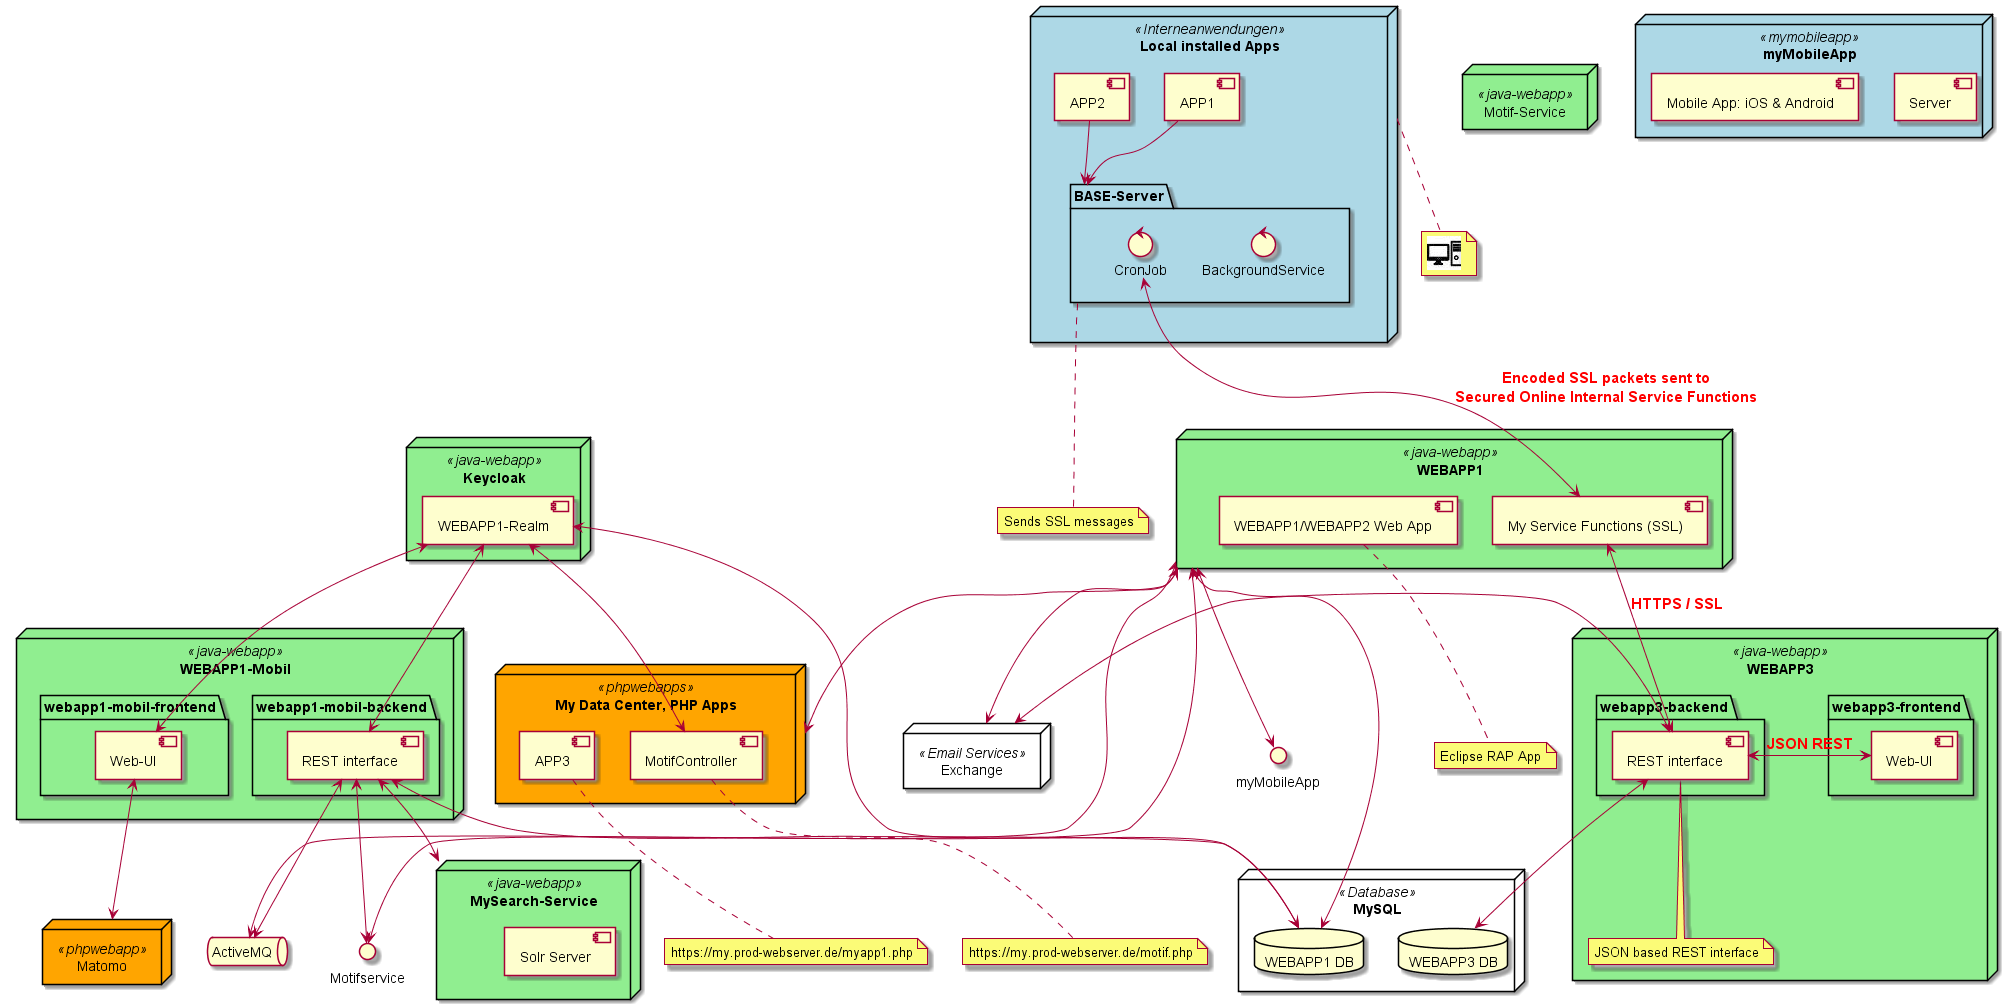 «Interneanwendungen»
Local installed Apps
APP2
APP1
BASE-Server
CronJob
BackgroundService
«java-webapp»
Motif-Service
«mymobileapp»
myMobileApp
Mobile App: iOS & Android
Server
Encoded SSL packets sent to
Secured Online Internal Service Functions
«java-webapp»
Keycloak
WEBAPP1-Realm
Sends SSL messages
«java-webapp»
WEBAPP1
WEBAPP1/WEBAPP2 Web App
My Service Functions (SSL)
HTTPS / SSL
«java-webapp»
WEBAPP1-Mobil
webapp1-mobil-frontend
Web-UI
webapp1-mobil-backend
REST interface
«phpwebapps»
My Data Center, PHP Apps
APP3
MotifController
«Email Services»
Exchange
myMobileApp
Eclipse RAP App
«java-webapp»
WEBAPP3
webapp3-backend
REST interface
JSON REST
webapp3-frontend
Web-UI
«phpwebapp»
Matomo
ActiveMQ
Motifservice
«java-webapp»
MySearch-Service
Solr Server
https://my.prod-webserver.de/myapp1.php
https://my.prod-webserver.de/motif.php
«Database»
MySQL
WEBAPP1 DB
WEBAPP3 DB
JSON based REST interface